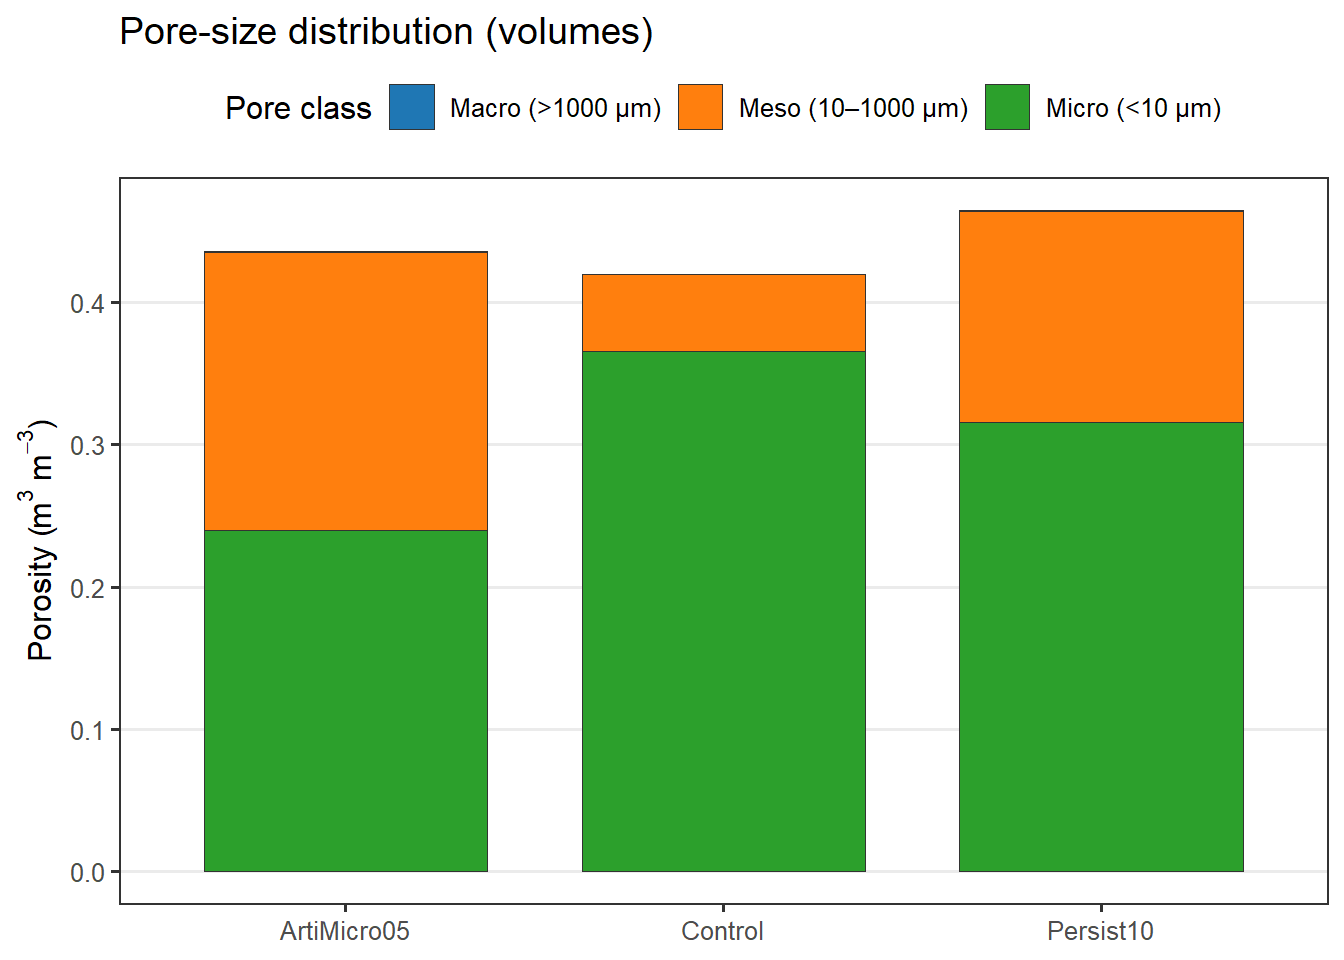 Pore-size distribution (volumes)
Pore class Macro (>1000 µm) Meso (10–1000 µm) Micro (<10 µm)
Porosity (m³ m⁻³)
0.4
0.3
0.2
0.1
0.0
ArtiMicro05 Control Persist10